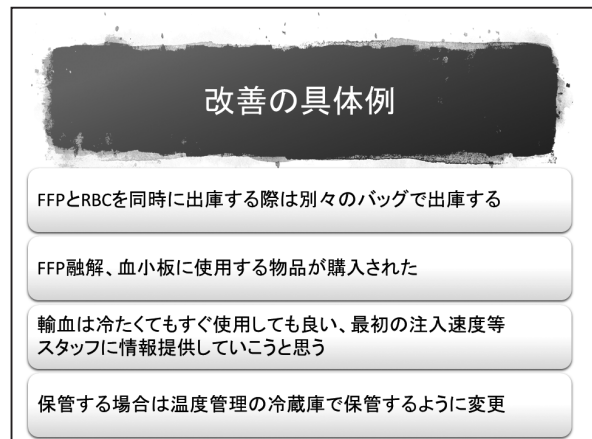 改善の具体例
FFPとRBCを同時に出庫する際は別々のバッグで出庫する
FFP融解、血小板に使用する物品が購入された
輸血は冷たくてもすぐ使用しても良い、最初の注入速度等
スタッフに情報提供していこうと思う
保管する場合は温度管理の冷蔵庫で保管するように変更